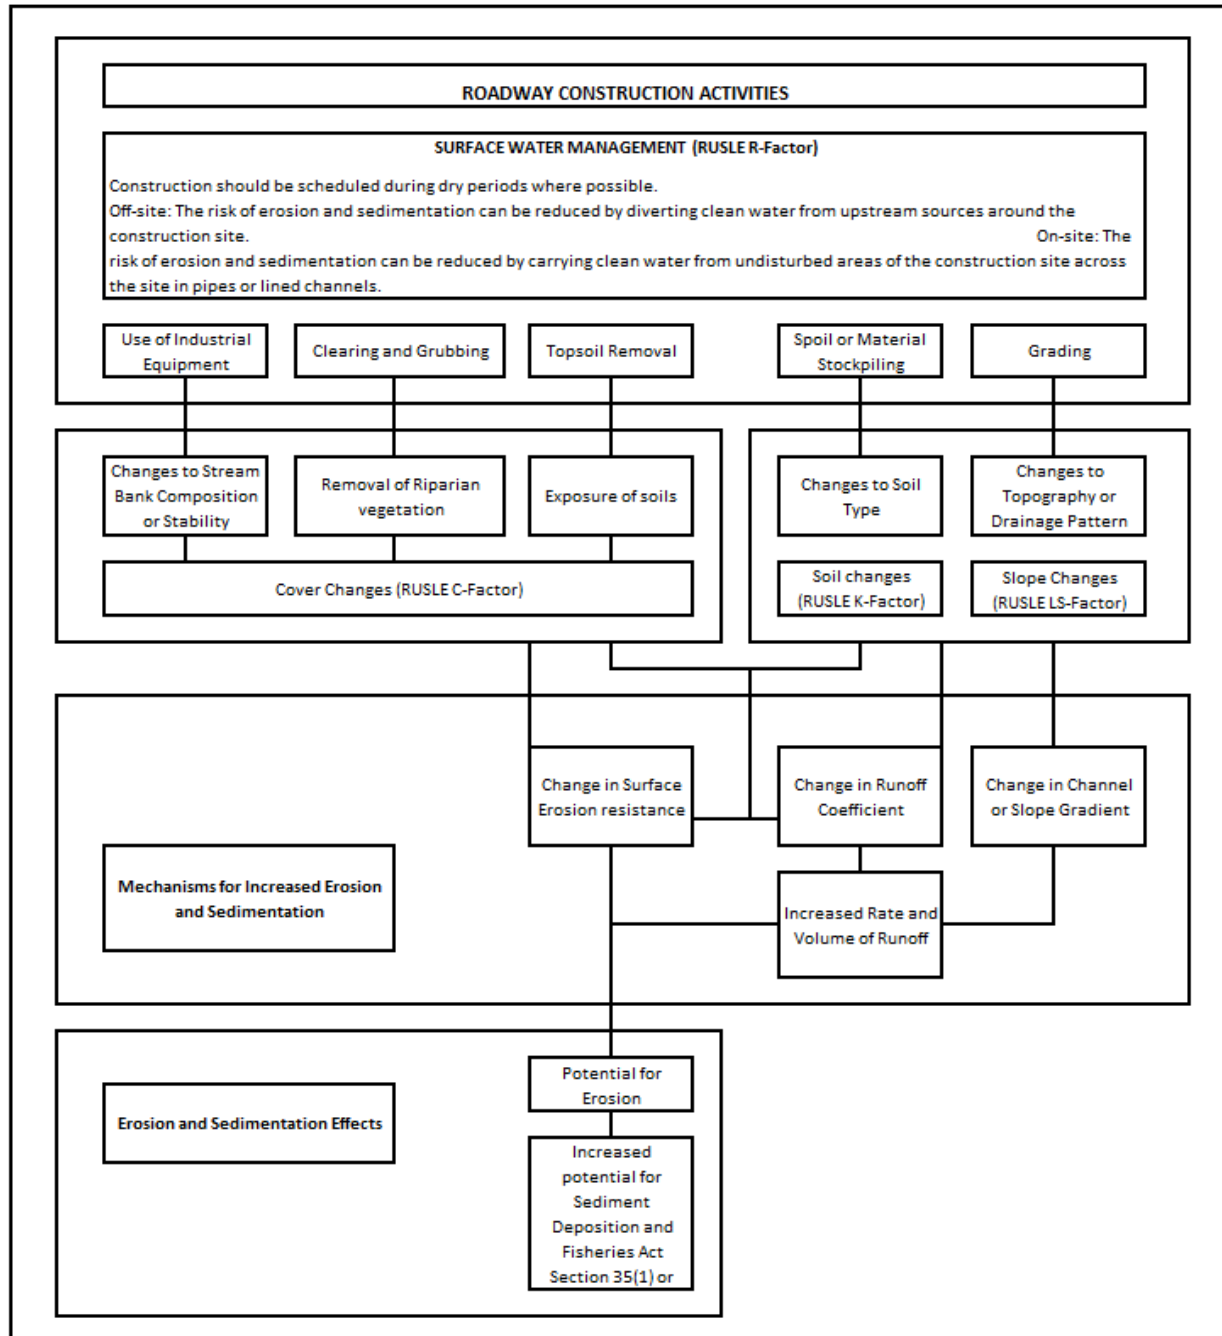 ROADWAY CONSTRUCTION ACTIVITIES
SURFACE WATER MANAGEMENT (RUSLE R-Factor)
Construction should be scheduled during dry periods where possible.
Off-site: The risk of erosion and sedimentation can be reduced by diverting clean water from upstream sources around the
construction site. On-site: The
risk of erosion and sedimentation can be reduced by carrying clean water from undisturbed areas of the construction site across
the site in pipes or lined channels.
Use of Industrial
Equipment
Clearing and Grubbing
Topsoil Removal
Spoil or Material
Stockpiling
Grading
Changes to Stream
Bank Composition
or Stability
Removal of Riparian
vegetation
Exposure of soils
Changes to Soil
Type
Changes to
Topography or
Drainage Pattern
Cover Changes (RUSLE C-Factor)
Soil changes
(RUSLE K-Factor)
Slope Changes
(RUSLE LS-Factor)
Change in Surface
Erosion resistance
Change in Runoff
Coefficient
Change in Channel
or Slope Gradient
Mechanisms for Increased Erosion
and Sedimentation
Increased Rate and
Volume of Runoff
Potential for
Erosion
Erosion and Sedimentation Effects
Increased
potential for
Sediment
Deposition and
Fisheries Act
Section 35(1) or